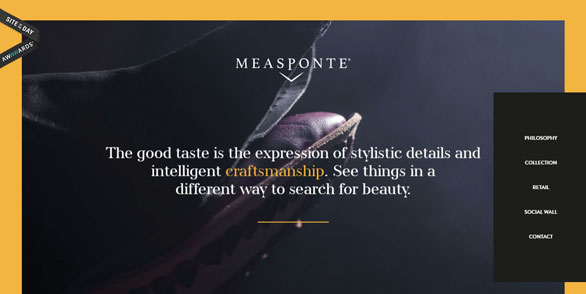 SITE OF THE DAY
AWWWARDS
MEASPONTE®
The good taste is the expression of stylistic details and
intelligent craftsmanship. See things in a
different way to search for beauty.
PHILOSOPHY
COLLECTION
RETAIL
SOCIAL WALL
CONTACT